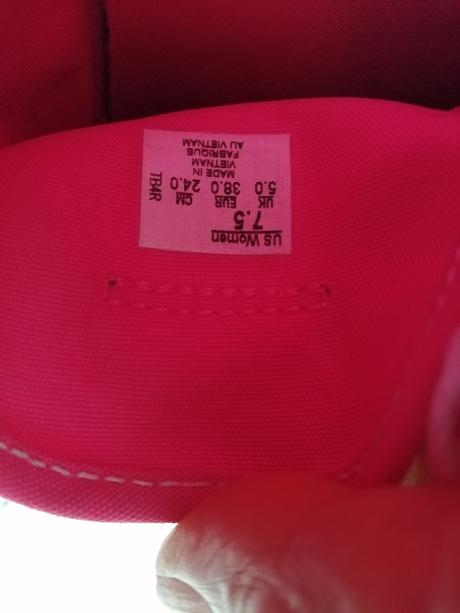 US Women
7.5
UK EUR CM
5.0 38.0 24.0
MADE IN
VIETNAM
FABRIQUE
AU VIETNAM
TB4R